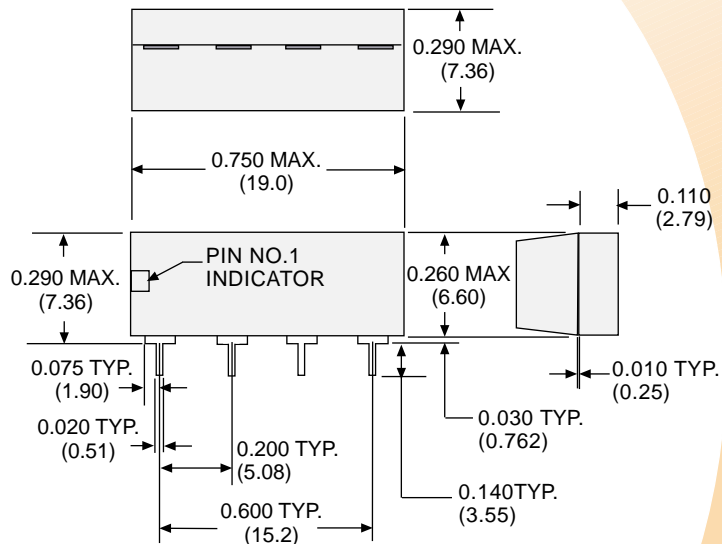 0.290 MAX.
(7.36)
0.750 MAX.
(19.0)
0.110
(2.79)
PIN NO.1
INDICATOR
0.290 MAX.
(7.36)
0.260 MAX
(6.60)
0.075 TYP.
(1.90)
0.010 TYP.
(0.25)
0.020 TYP.
(0.51)
0.030 TYP.
(0.762)
0.200 TYP.
(5.08)
0.140TYP.
(3.55)
0.600 TYP.
(15.2)